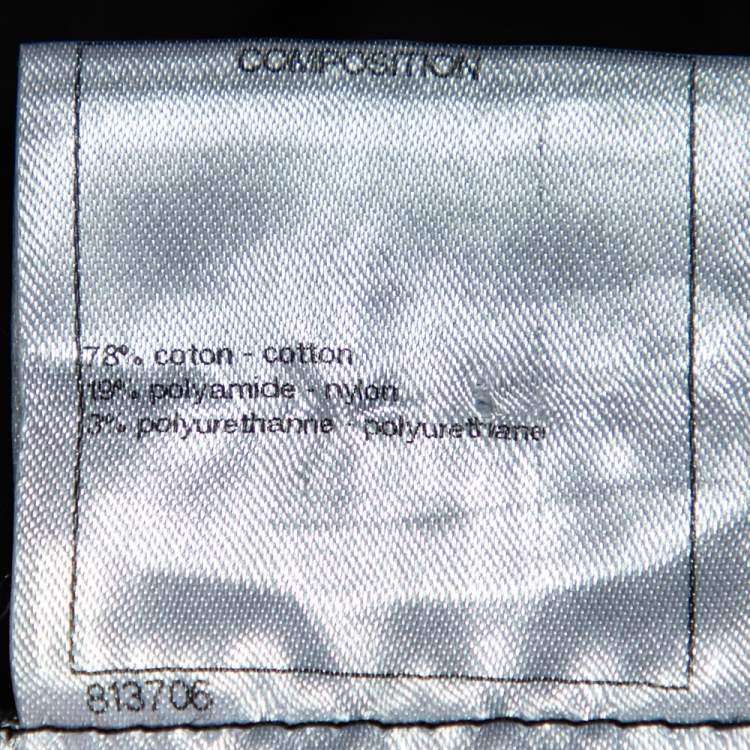 COMPOSITION
78% coton - cotton
19% polyamide - nylon
3% polyurethanne - polyurethane
813706